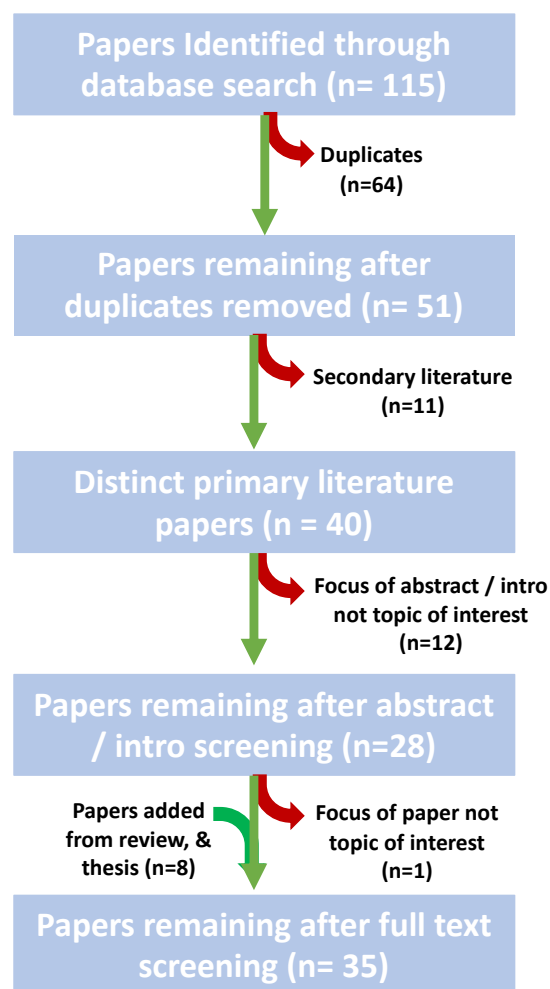 Papers Identified through
database search (n= 115)
Duplicates
(n=64)
Papers remaining after
duplicates removed (n= 51)
Secondary literature
(n=11)
Distinct primary literature
papers (n = 40)
Focus of abstract / intro
not topic of interest
(n=12)
Papers remaining after abstract
/ intro screening (n=28)
Papers added
from review, &
thesis (n=8)
Focus of paper not
topic of interest
(n=1)
Papers remaining after full text
screening (n= 35)